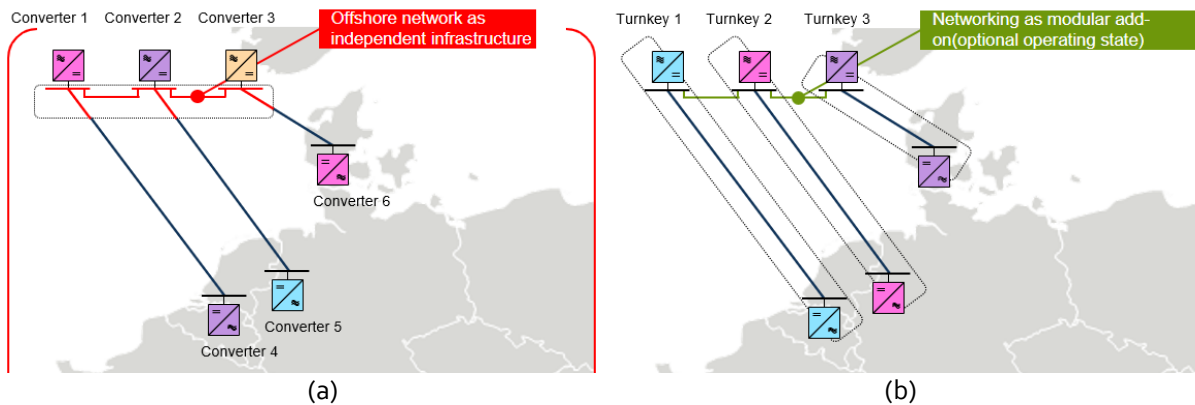 Converter 1 Converter 2 Converter 3
Offshore network as
independent infrastructure
Converter 6
Converter 5
Converter 4
(a)
Turnkey 1 Turnkey 2 Turnkey 3
Networking as modular add-
on(optional operating state)
(b)